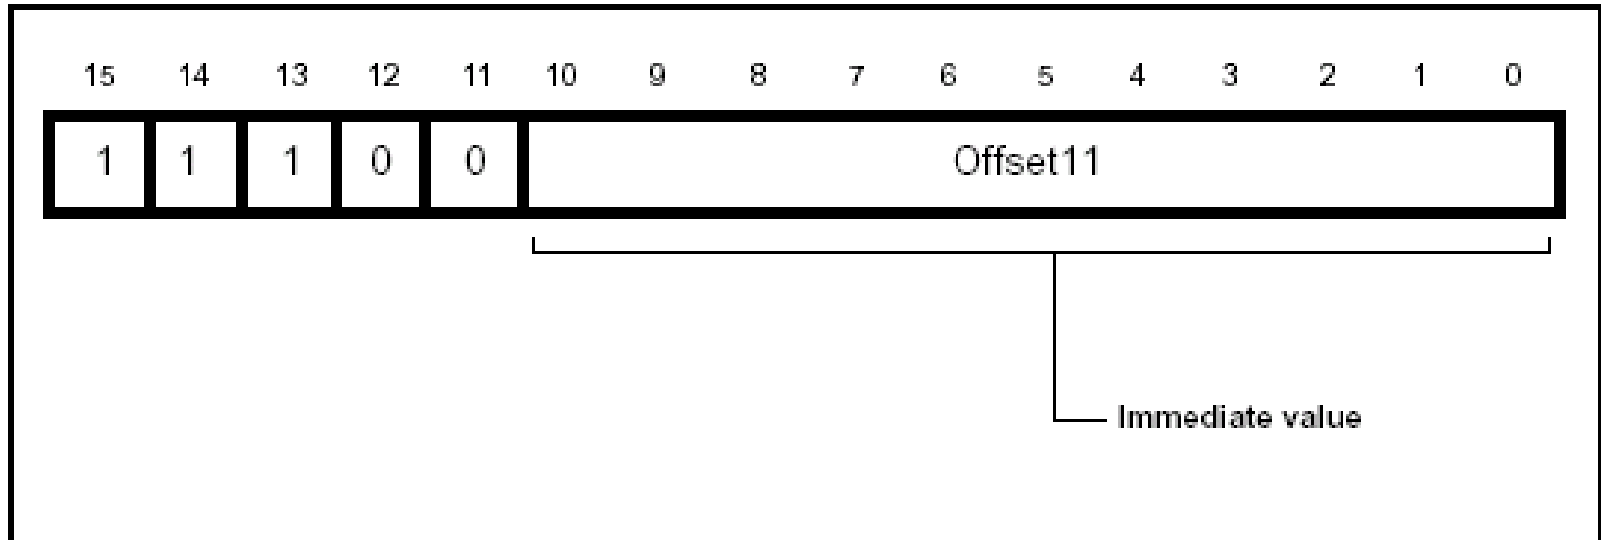 15 14 13 12 11 10 9 8 7 6 5 4 3 2 1 0
1 1 1 0 0 Offset11
Immediate value